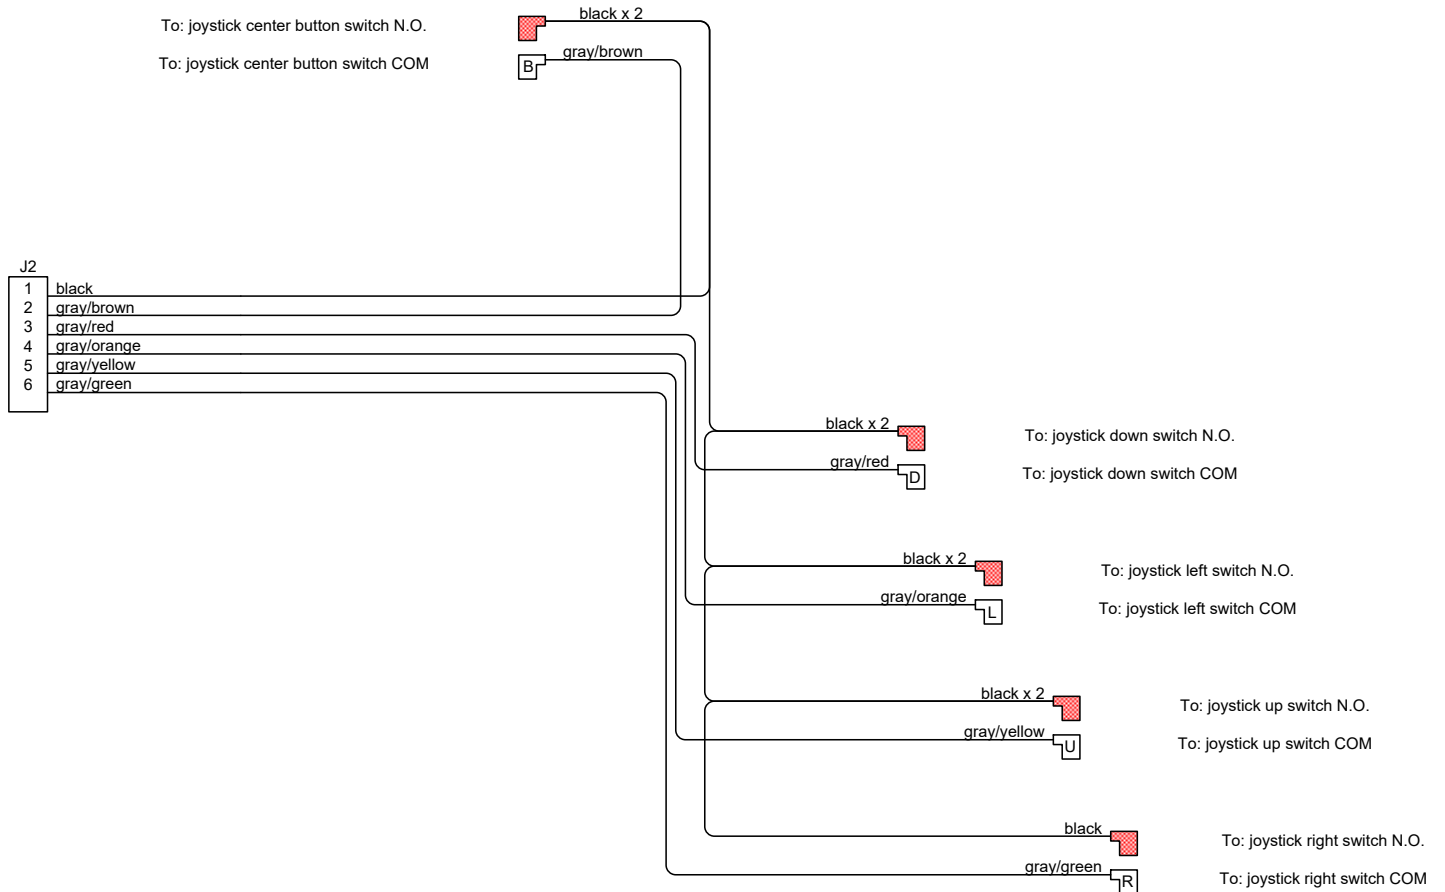 To: joystick center button switch N.O.
black x 2
To: joystick center button switch COM
B
gray/brown
J2
1 black
2 gray/brown
3 gray/red
4 gray/orange
5 gray/yellow
6 gray/green
black x 2
To: joystick down switch N.O.
gray/red
D
To: joystick down switch COM
black x 2
To: joystick left switch N.O.
gray/orange
L
To: joystick left switch COM
black x 2
To: joystick up switch N.O.
gray/yellow
U
To: joystick up switch COM
black
To: joystick right switch N.O.
gray/green
R
To: joystick right switch COM